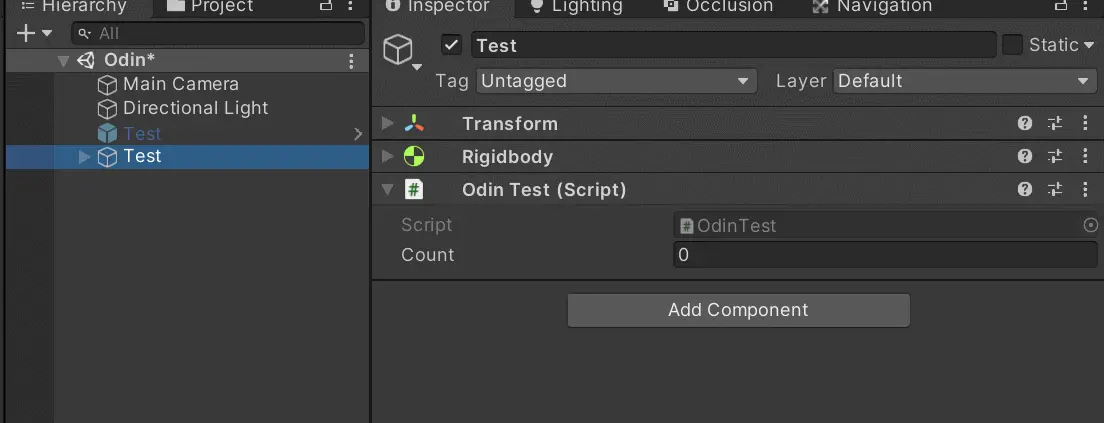 Hierarchy Project
All
Odin*
Main Camera
Directional Light
Test
Test
Inspector Lighting Occlusion Navigation
Test Static
Tag Untagged Layer Default
Transform
Rigidbody
# Odin Test (Script)
Script # OdinTest
Count 0
Add Component